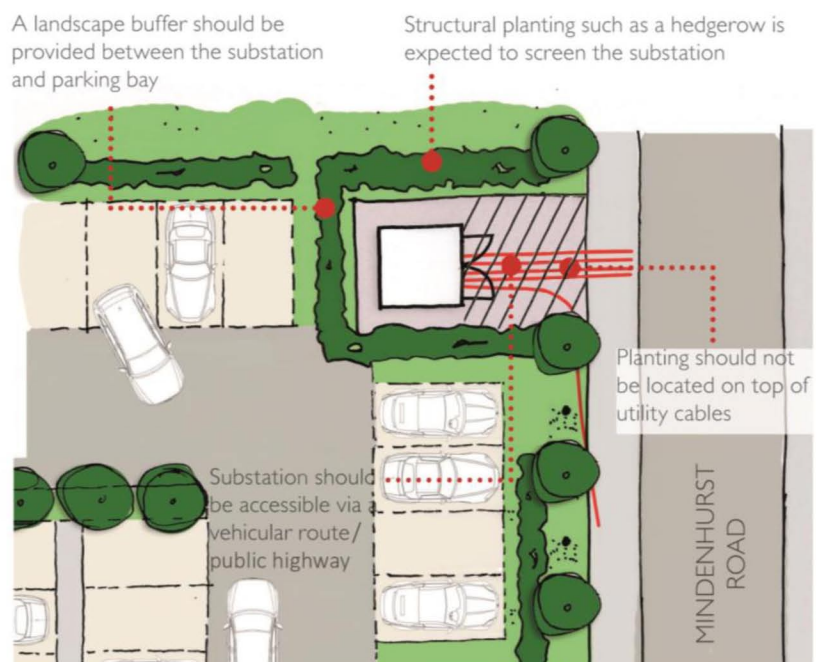 A landscape buffer should be
provided between the substation
and parking bay
Structural planting such as a hedgerow is
expected to screen the substation
Planting should not
be located on top of
utility cables
Substation should
be accessible via a
vehicular route/
public highway
MINDENHURST
ROAD